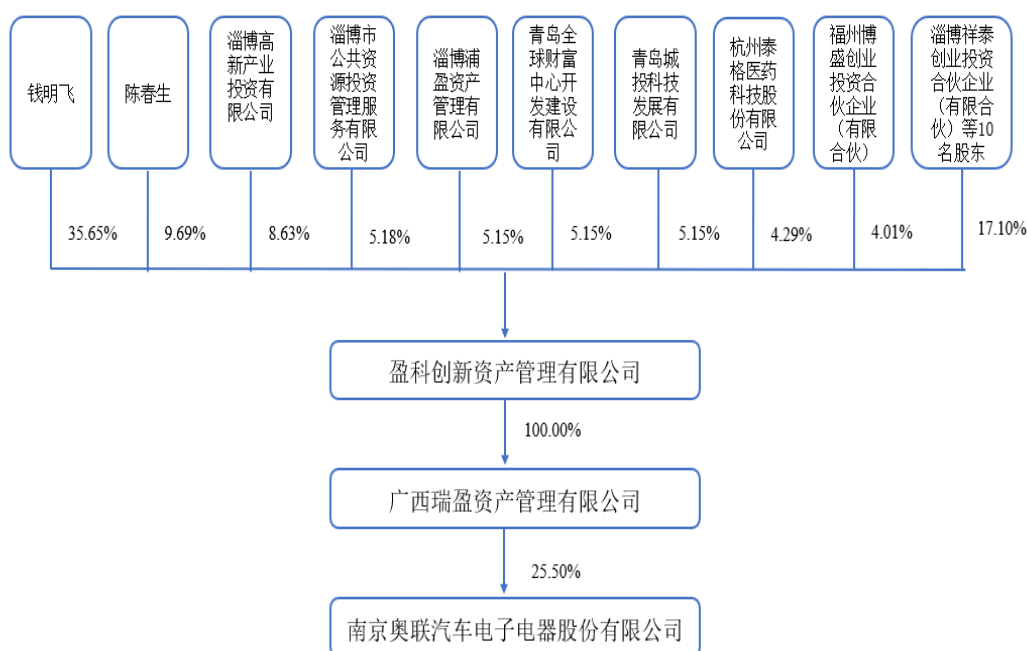 钱明飞
陈春生
淄博高
新产业
投资有
限公司
淄博市
公共资
源投资
管理服
务有限
公司
淄博浦
盈资产
管理有
限公司
青岛全
球财富
中心开
发建设
有限公
司
青岛城
投科技
发展有
限公司
杭州泰
格医药
科技股
份有限
公司
福州博
盛创业
投资合
伙企业
（有限
合伙）
淄博祥泰
创业投资
合伙企业
（有限合
伙）等10
名股东
35.65%
9.69%
8.63%
5.18%
5.15%
5.15%
5.15%
4.29%
4.01%
17.10%
盈科创新资产管理有限公司
100.00%
广西瑞盈资产管理有限公司
25.50%
南京奥联汽车电子电器股份有限公司